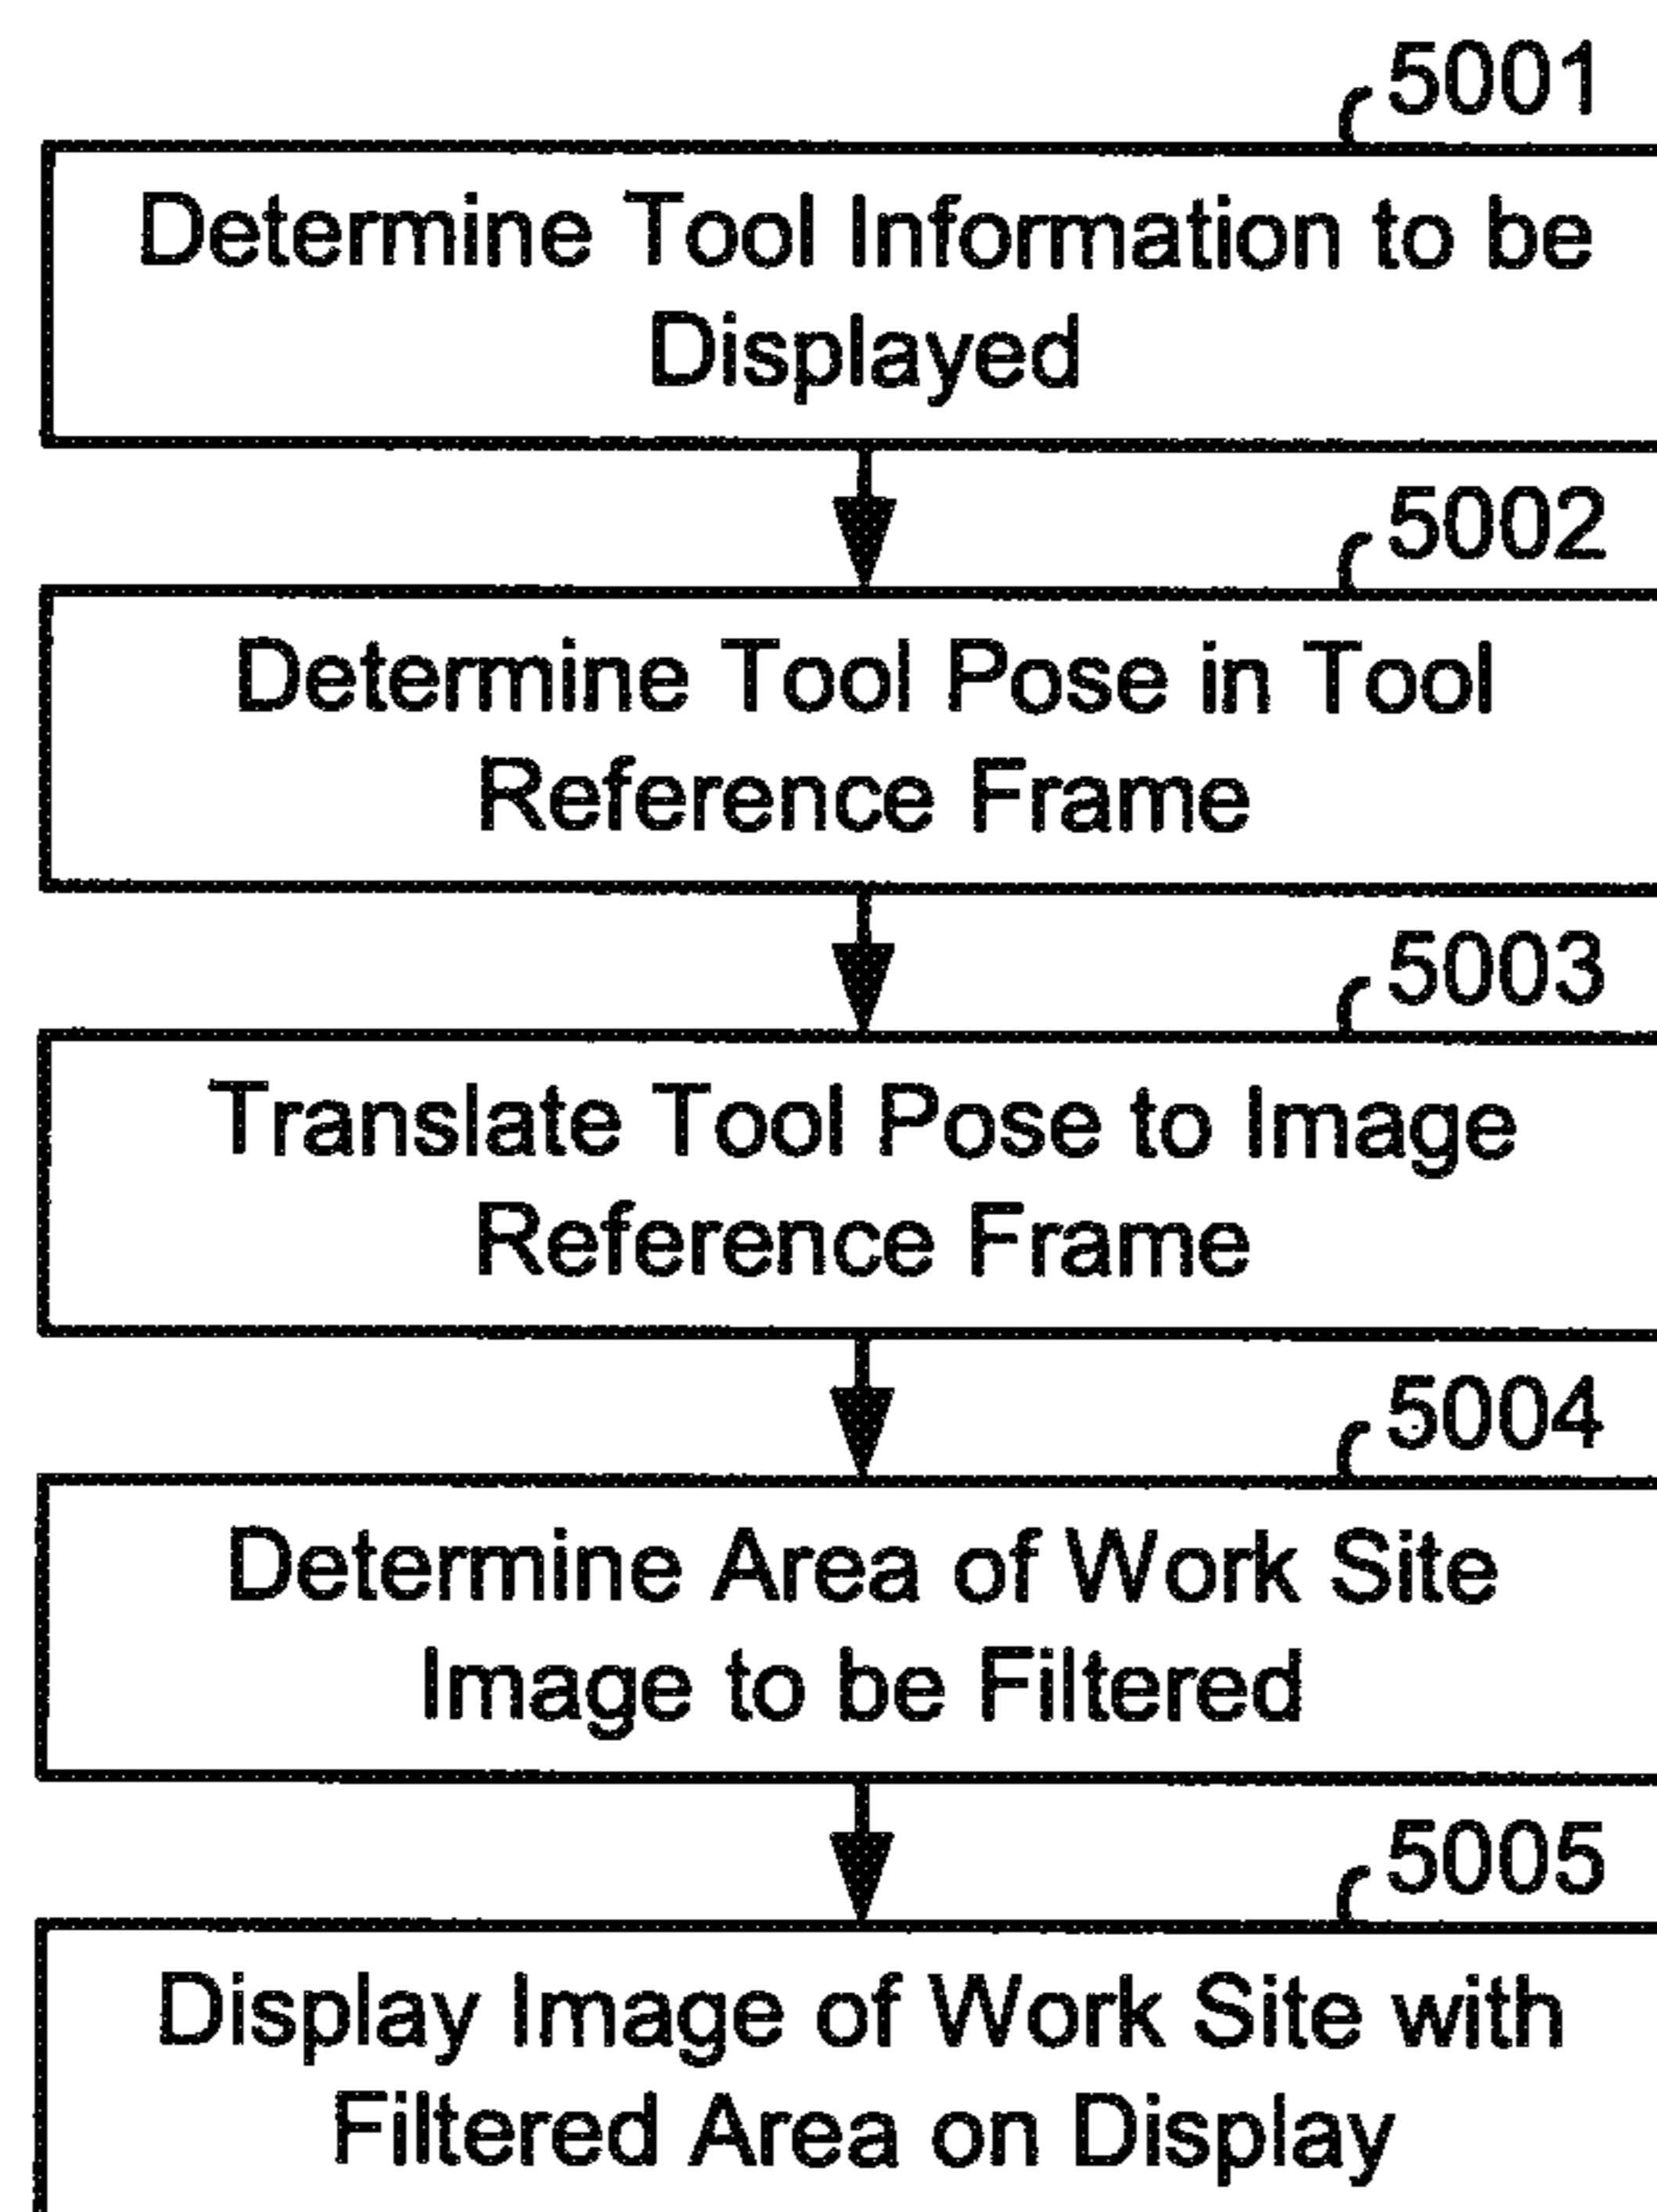 5001
Determine Tool Information to be
Displayed
5002
Determine Tool Pose in Tool
Reference Frame
5003
Translate Tool Pose to Image
Reference Frame
5004
Determine Area of Work Site
Image to be Filtered
5005
Display Image of Work Site with
Filtered Area on Display